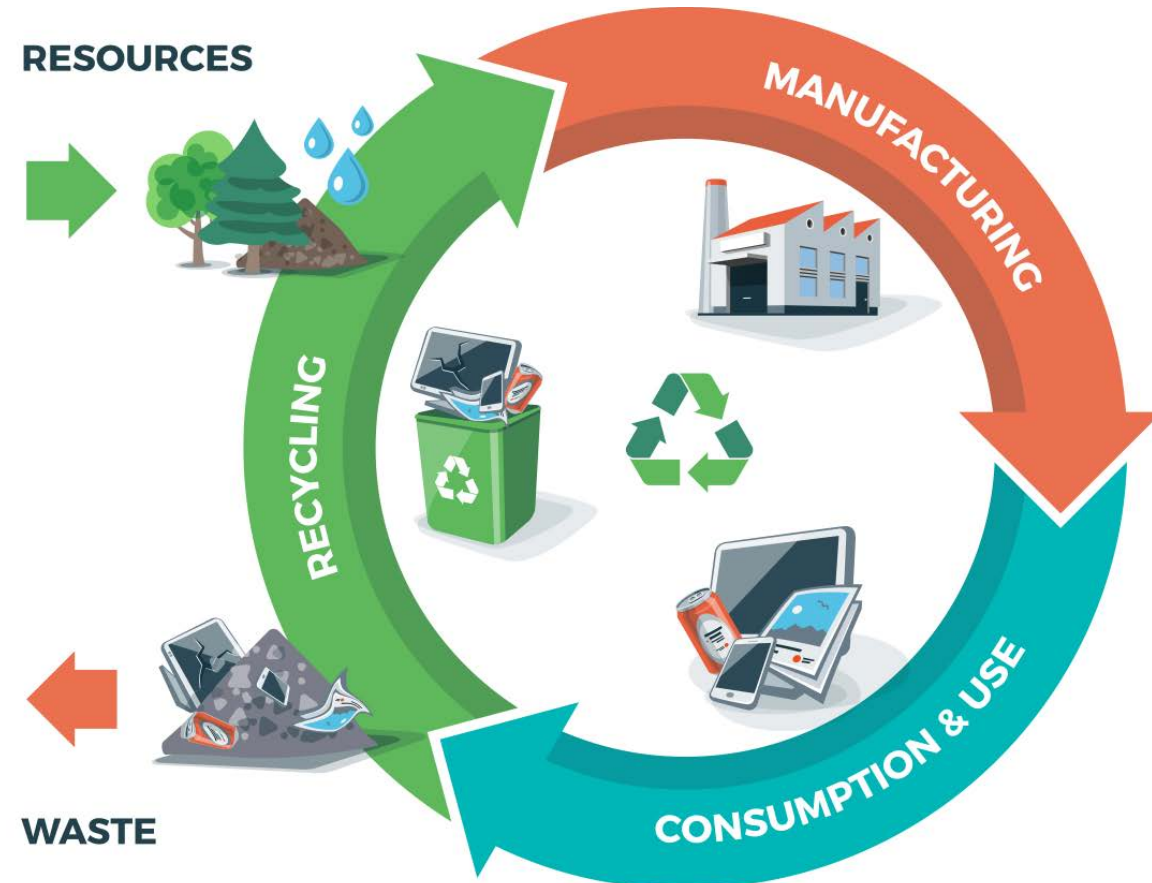 RESOURCES
MANUFACTURING
RECYCLING
CONSUMPTION & USE
WASTE